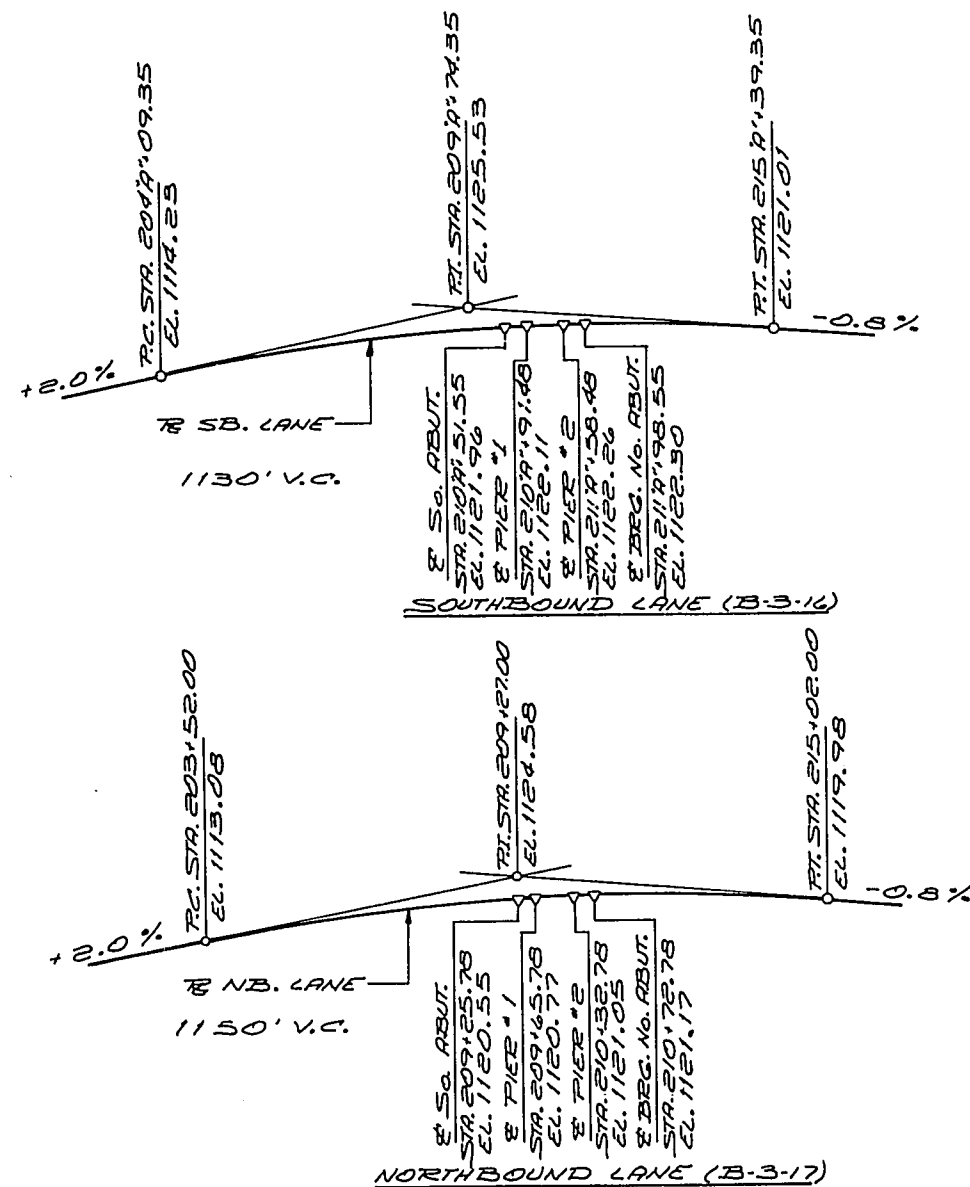 P.C. STA. 204"A"+09.35
EL. 1114.23
P.I. STA. 209"A"+74.35
EL. 1125.53
P.T. STA. 215"A"+39.35
EL. 1121.01
+2.0%
-0.8%
℄ SB. LANE
1130' V.C.
℄ So. ABUT.
STA. 210"A"+51.55
EL. 1121.96
℄ PIER #1
STA. 210"A"+91.48
EL. 1122.11
℄ PIER #2
STA. 211"A"+58.48
EL. 1122.26
℄ BRG. No. ABUT.
STA. 211"A"+98.55
EL. 1122.30
SOUTHBOUND LANE (B-3-16)
P.C. STA. 203+52.00
EL. 1113.08
P.I. STA. 209+27.00
EL. 1124.58
P.T. STA. 215+02.00
EL. 1119.98
+2.0%
-0.8%
℄ NB. LANE
1150' V.C.
℄ So. ABUT.
STA. 209+25.78
EL. 1120.55
℄ PIER #1
STA. 209+65.78
EL. 1120.77
℄ PIER #2
STA. 210+32.78
EL. 1121.05
℄ BRG. No. ABUT.
STA. 210+72.78
EL. 1121.17
NORTHBOUND LANE (B-3-17)